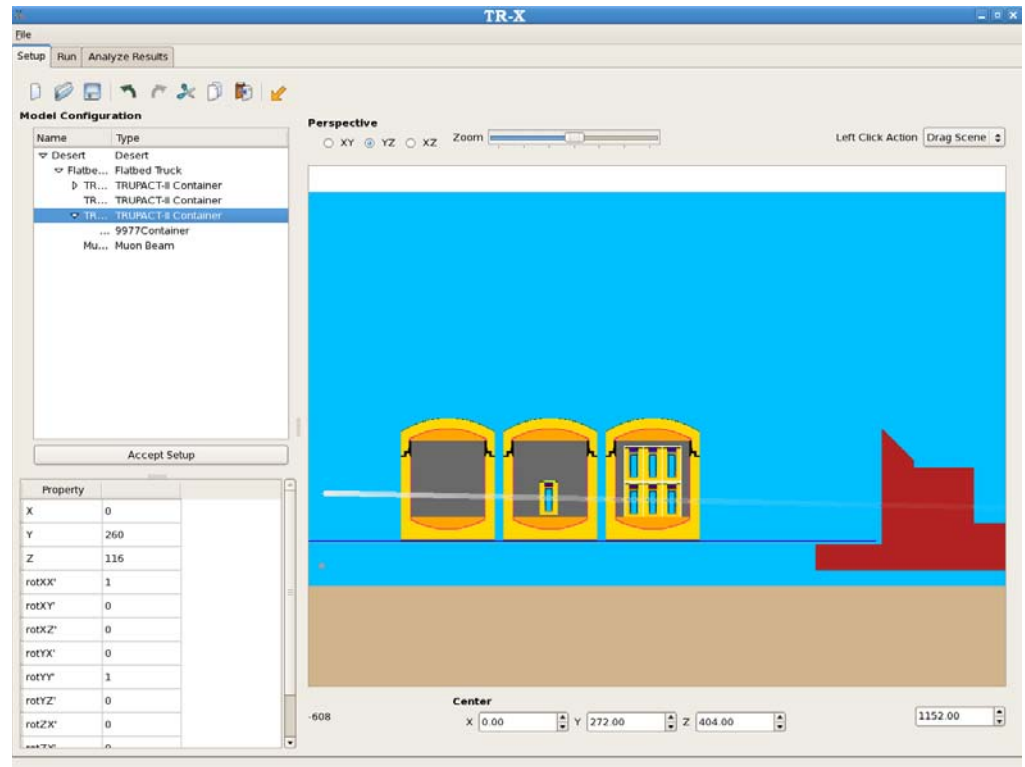 TR-X
File
Setup Run Analyze Results
Model Configuration
Name Type
Desert Desert
Flatbe... Flatbed Truck
TR... TRUPACT-II Container
TR... TRUPACT-II Container
TR... TRUPACT-II Container
... 9977Container
Mu... Muon Beam
Accept Setup
Property
X 0
Y 260
Z 116
rotXX' 1
rotXY' 0
rotXZ' 0
rotYX' 0
rotYY' 1
rotYZ' 0
rotZX' 0
Perspective
XY YZ XZ Zoom Left Click Action Drag Scene
Center
-608 X 0.00 Y 272.00 Z 404.00 1152.00